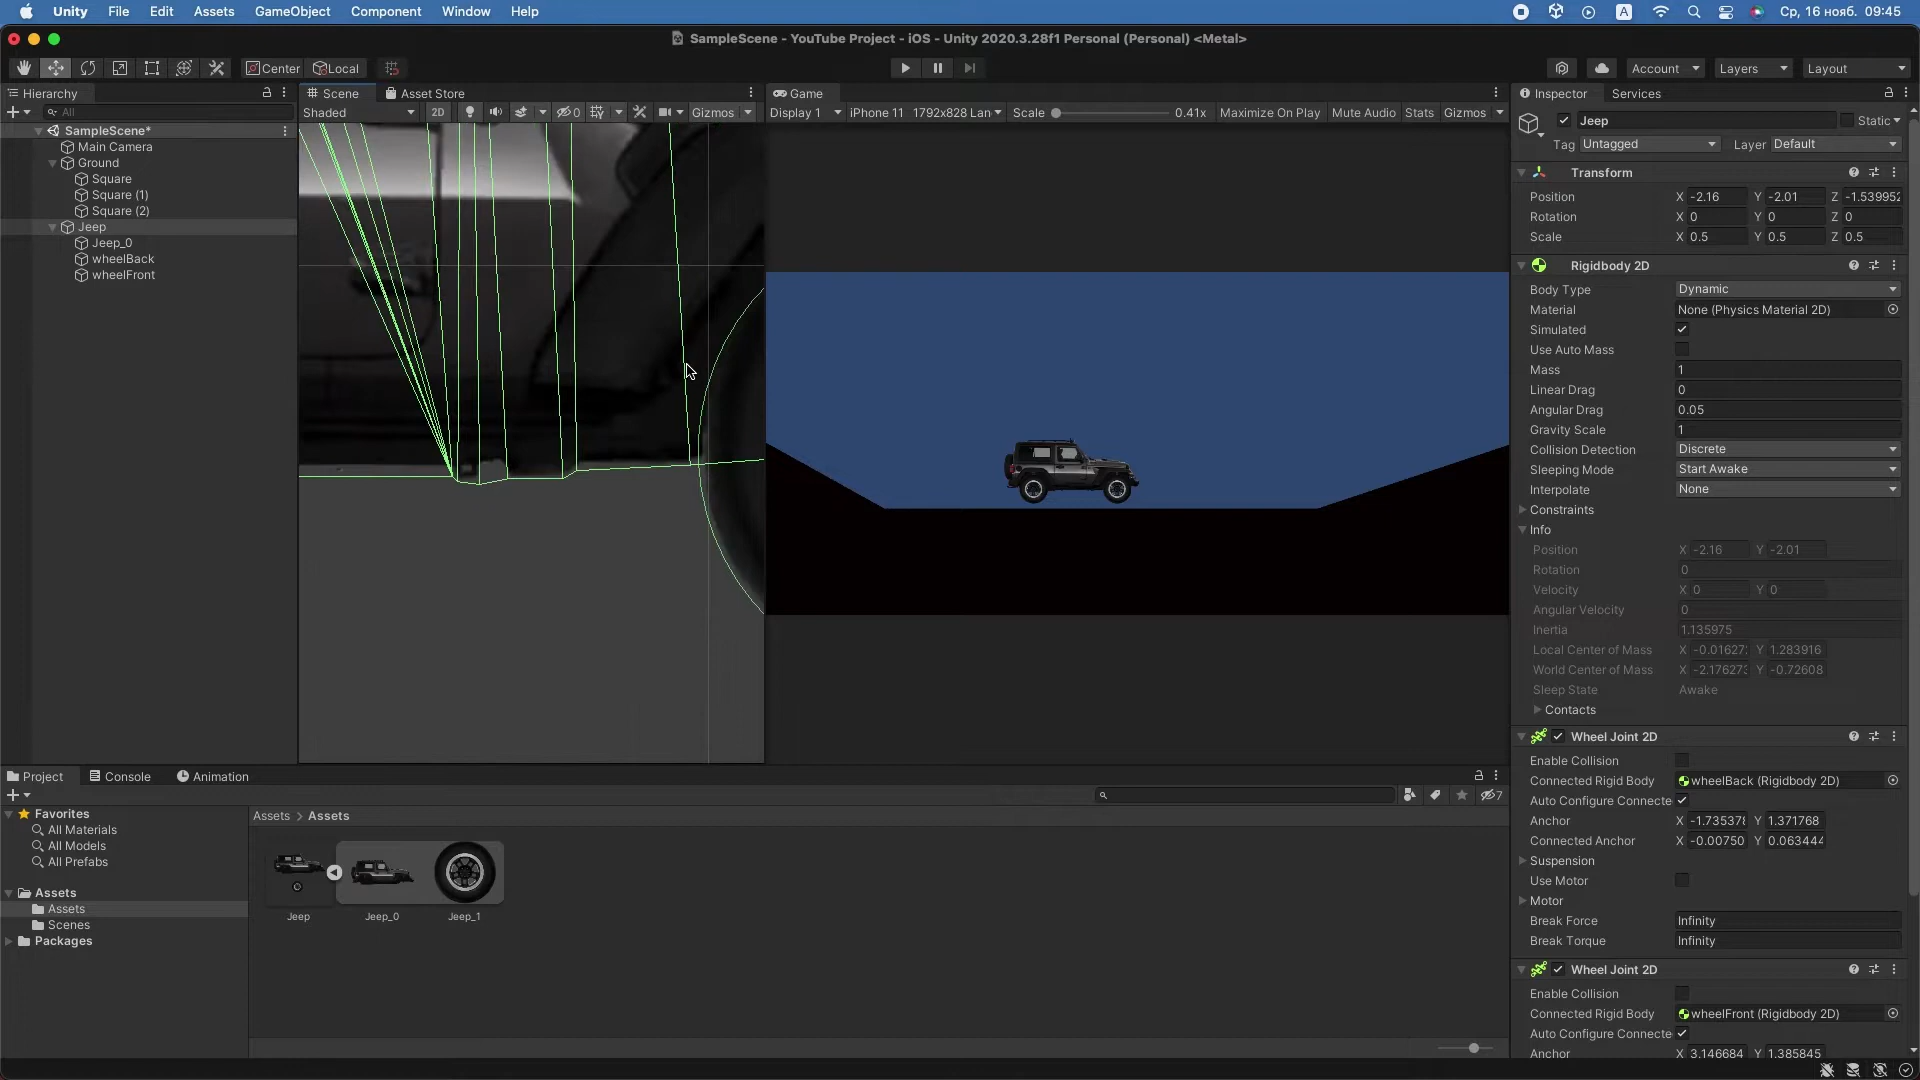 Unity File Edit Assets GameObject Component Window Help A Ср, 16 нояб. 09:45
SampleScene - YouTube Project - iOS - Unity 2020.3.28f1 Personal (Personal) <Metal>
Center Local Account Layers Layout
Hierarchy
All
SampleScene*
Main Camera
Ground
Square
Square (1)
Square (2)
Jeep
Jeep_0
wheelBack
wheelFront
Scene Asset Store
Shaded 2D 0 Gizmos
Game
Display 1 iPhone 11 1792x828 Lan Scale 0.41x Maximize On Play Mute Audio Stats Gizmos
Inspector Services
Jeep Static
Tag Untagged Layer Default
Transform
Position X -2.16 Y -2.01 Z -1.539952
Rotation X 0 Y 0 Z 0
Scale X 0.5 Y 0.5 Z 0.5
Rigidbody 2D
Body Type Dynamic
Material None (Physics Material 2D)
Simulated
Use Auto Mass
Mass 1
Linear Drag 0
Angular Drag 0.05
Gravity Scale 1
Collision Detection Discrete
Sleeping Mode Start Awake
Interpolate None
Constraints
Info
Position X -2.16 Y -2.01
Rotation 0
Velocity X 0 Y 0
Angular Velocity 0
Inertia 1.135975
Local Center of Mass X -0.01627 Y 1.283916
World Center of Mass X -2.17627 Y -0.72608
Sleep State Awake
Contacts
Wheel Joint 2D
Enable Collision
Connected Rigid Body wheelBack (Rigidbody 2D)
Auto Configure Connecte
Anchor X -1.735378 Y 1.371768
Connected Anchor X -0.00750 Y 0.063444
Suspension
Use Motor
Motor
Break Force Infinity
Break Torque Infinity
Wheel Joint 2D
Enable Collision
Connected Rigid Body wheelFront (Rigidbody 2D)
Auto Configure Connecte
Anchor X 3.146684 Y 1.385845
Project Console Animation
7
Favorites
All Materials
All Models
All Prefabs
Assets
Assets
Scenes
Packages
Assets > Assets
Jeep Jeep_0 Jeep_1